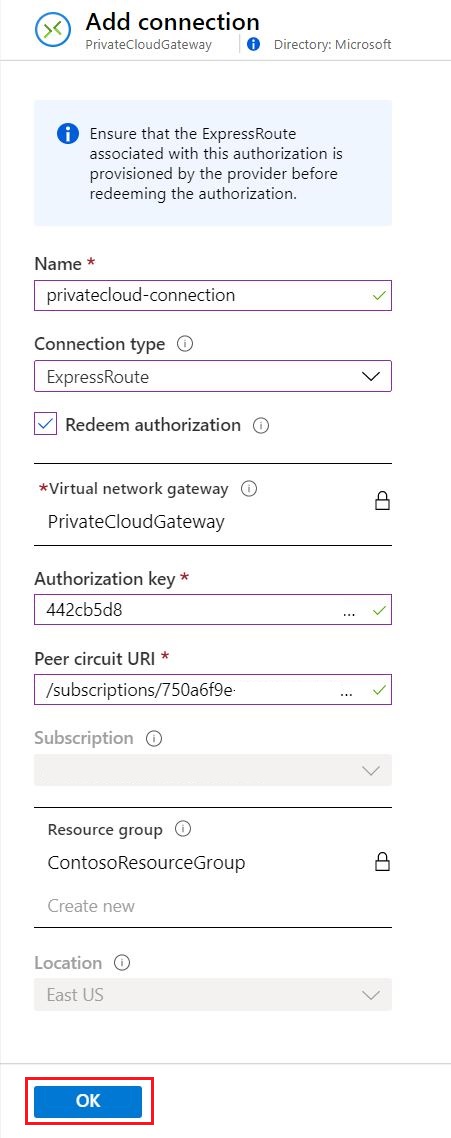 Add connection
PrivateCloudGateway
Directory: Microsoft
Ensure that the ExpressRoute
associated with this authorization is
provisioned by the provider before
redeeming the authorization.
Name *
privatecloud-connection
Connection type
ExpressRoute
Redeem authorization
*Virtual network gateway
PrivateCloudGateway
Authorization key *
442cb5d8 ...
Peer circuit URI *
/subscriptions/750a6f9e- ...
Subscription
Resource group
ContosoResourceGroup
Create new
Location
East US
OK